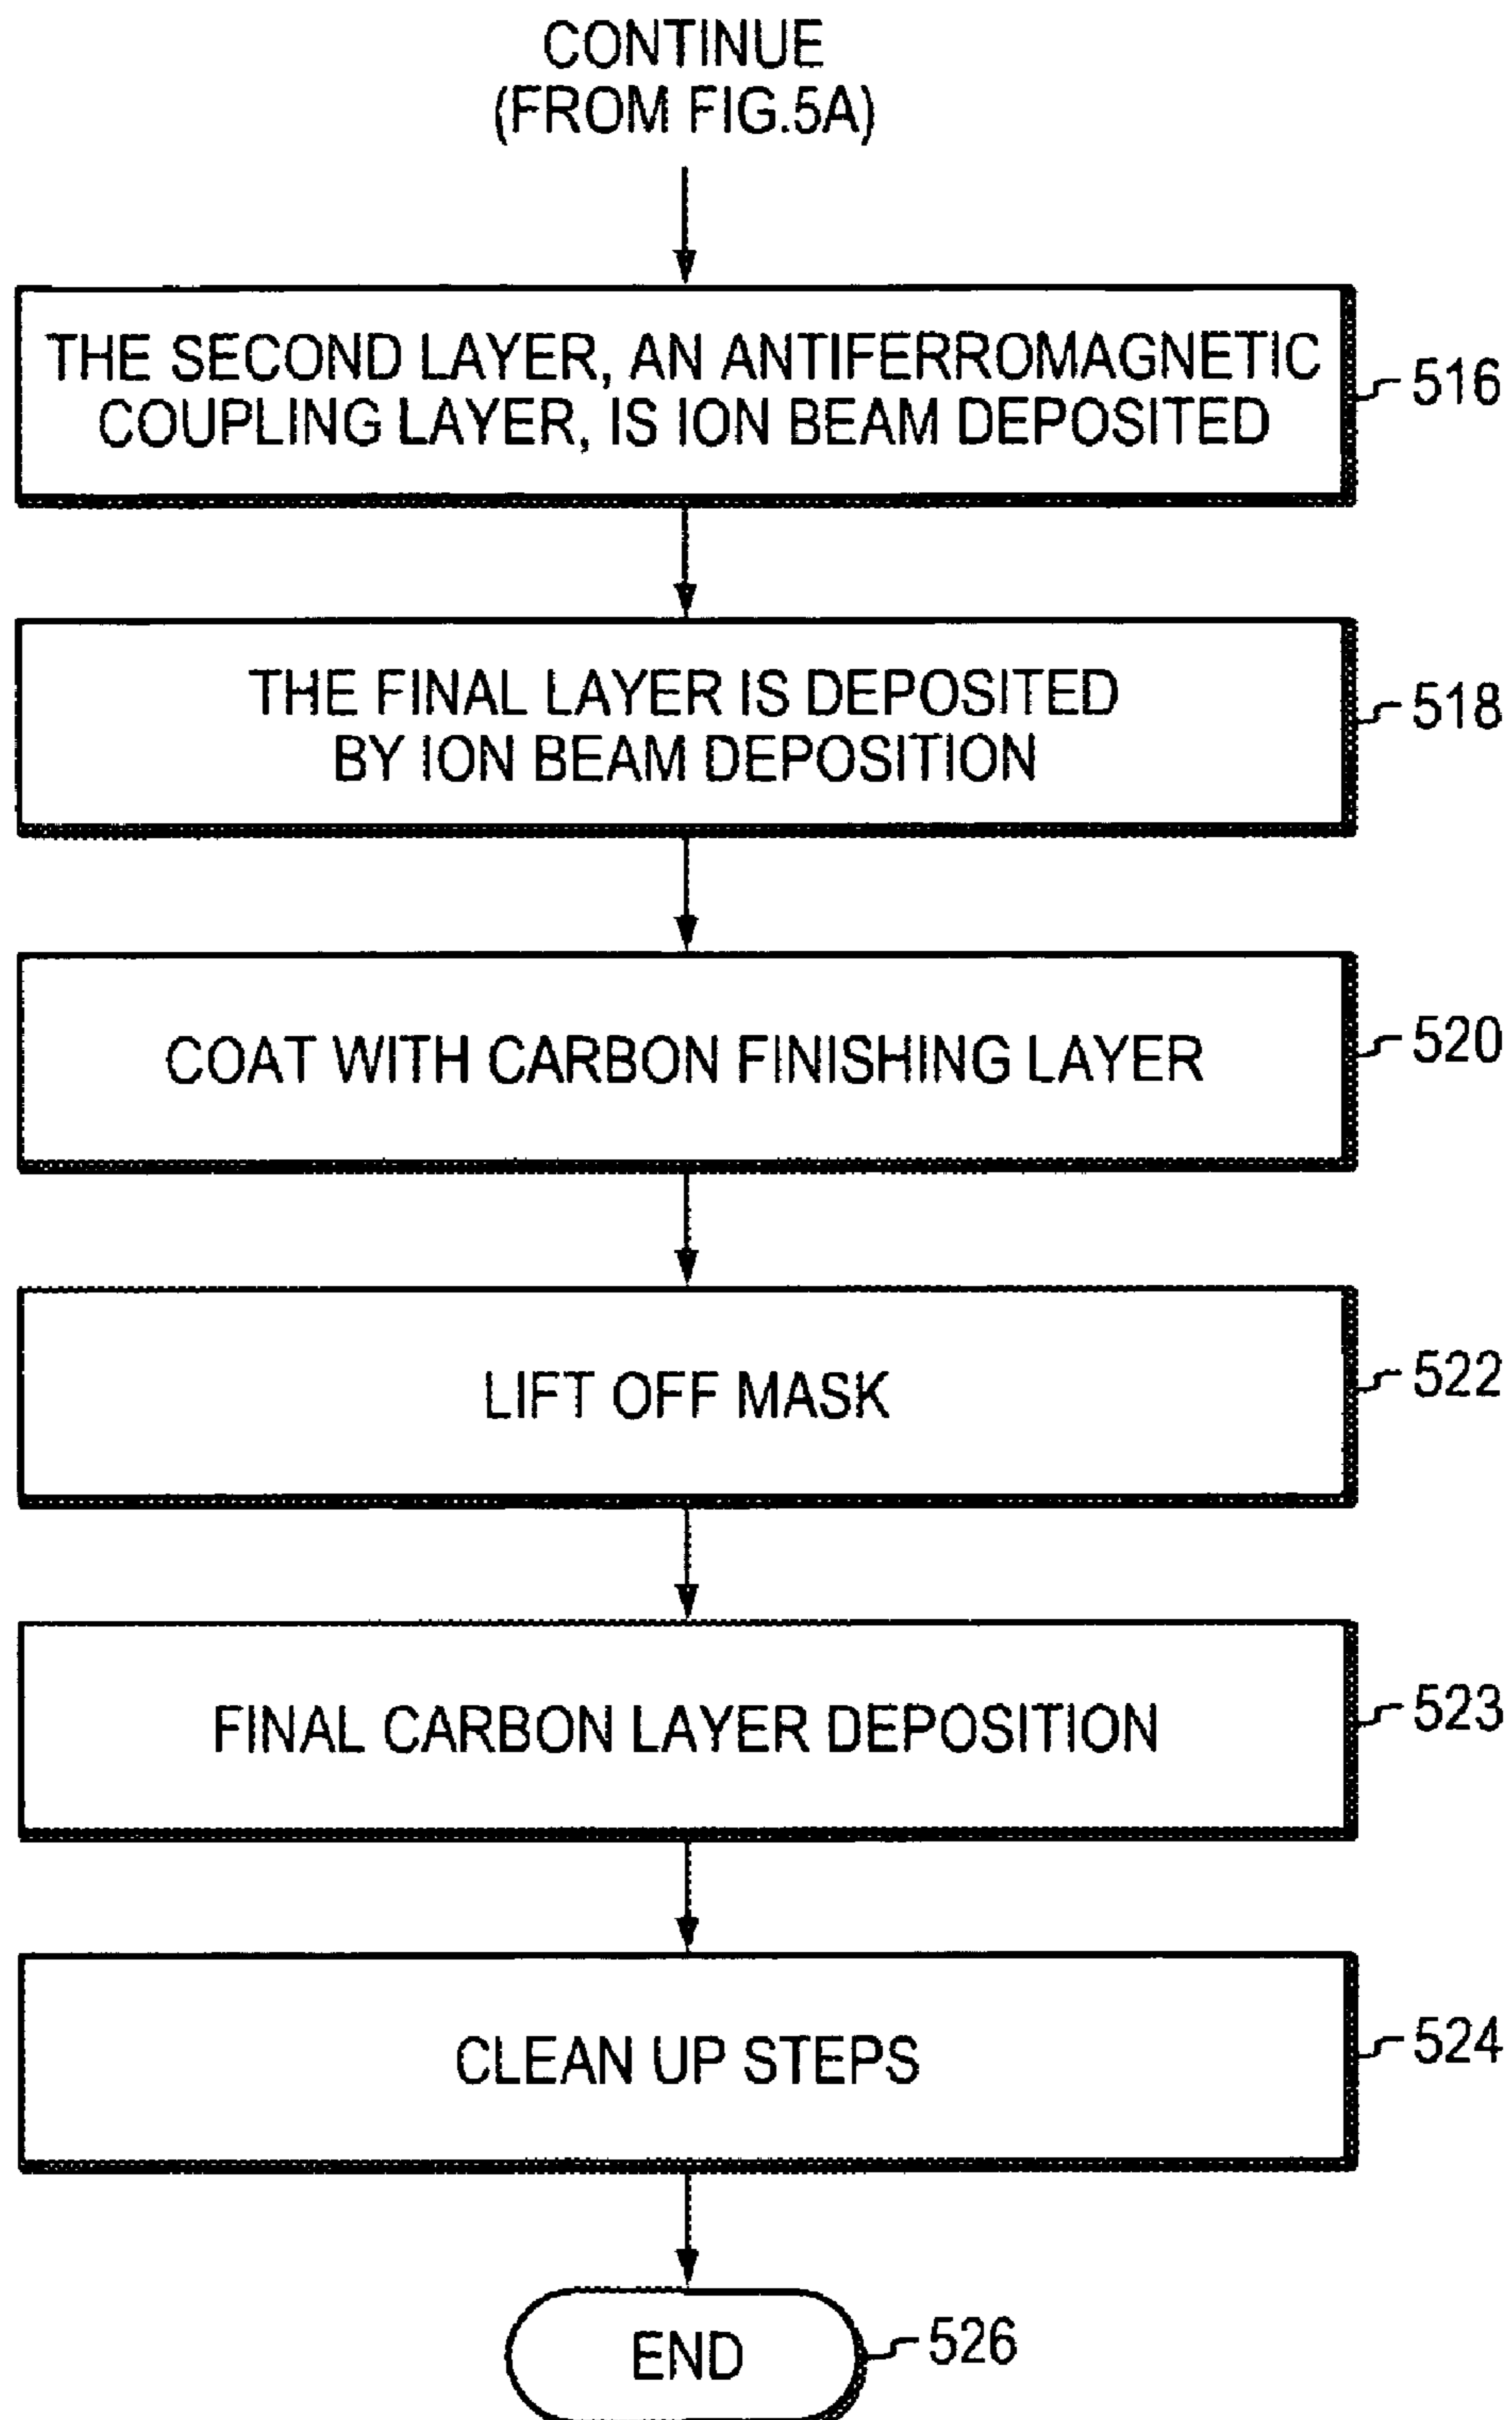 CONTINUE
(FROM FIG.5A)
THE SECOND LAYER, AN ANTIFERROMAGNETIC
COUPLING LAYER, IS ION BEAM DEPOSITED
516
THE FINAL LAYER IS DEPOSITED
BY ION BEAM DEPOSITION
518
COAT WITH CARBON FINISHING LAYER
520
LIFT OFF MASK
522
FINAL CARBON LAYER DEPOSITION
523
CLEAN UP STEPS
524
END
526